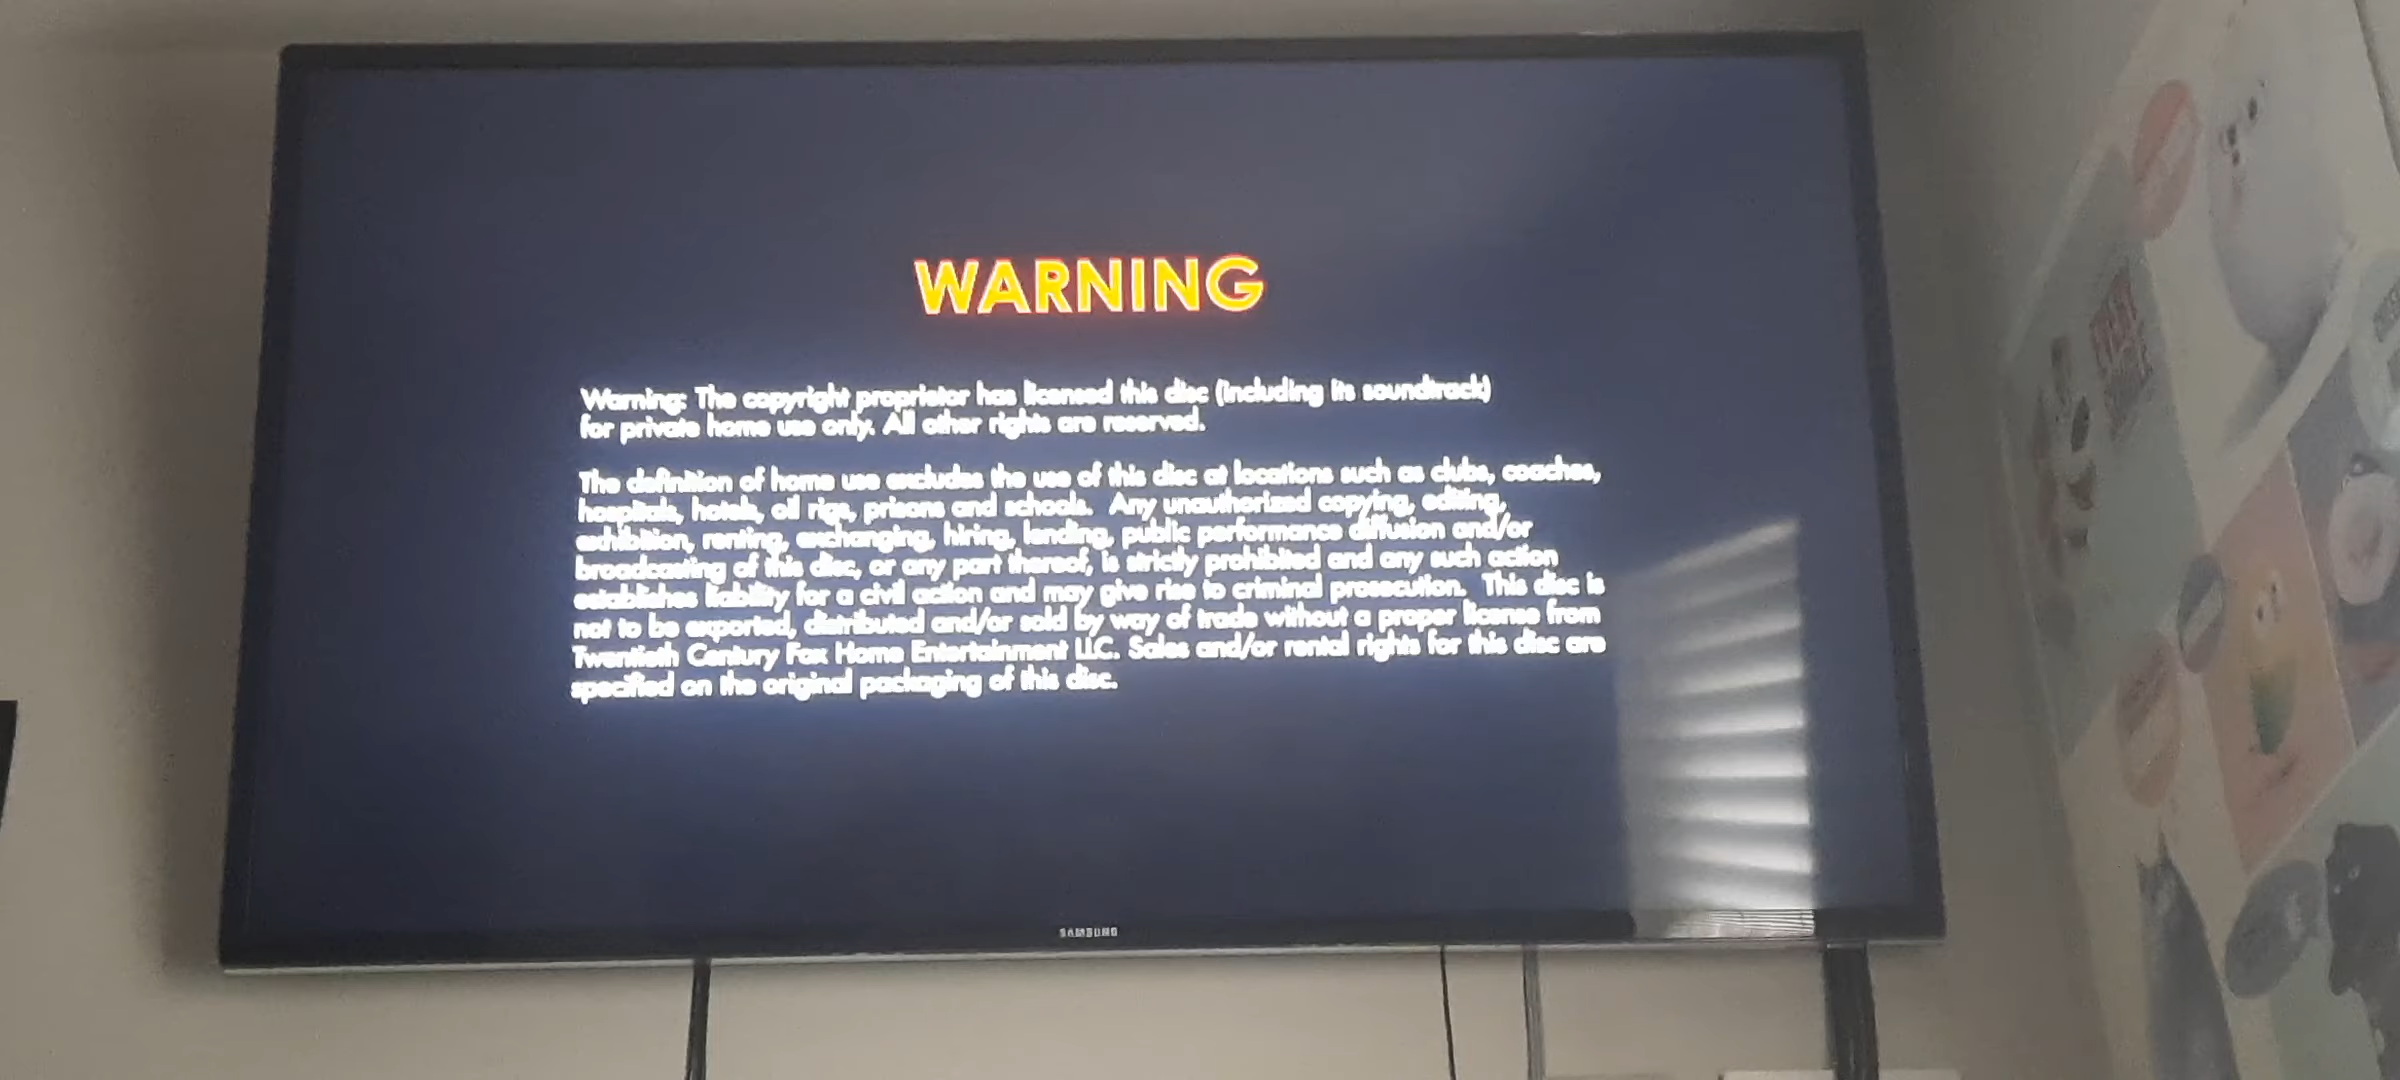 WARNING
Warning: The copyright proprietor has licensed this disc (including its soundtrack)
for private home use only. All other rights are reserved.
The definition of home use excludes the use of this disc at locations such as clubs, coaches,
hospitals, hotels, oil rigs, prisons and schools. Any unauthorized copying, editing,
exhibition, renting, exchanging, hiring, lending, public performance diffusion and/or
broadcasting of this disc, or any part thereof, is strictly prohibited and any such action
establishes liability for a civil action and may give rise to criminal prosecution. This disc is
not to be exported, distributed and/or sold by way of trade without a proper license from
Twentieth Century Fox Home Entertainment LLC. Sales and/or rental rights for this disc are
specified on the original packaging of this disc.
SAMSUNG